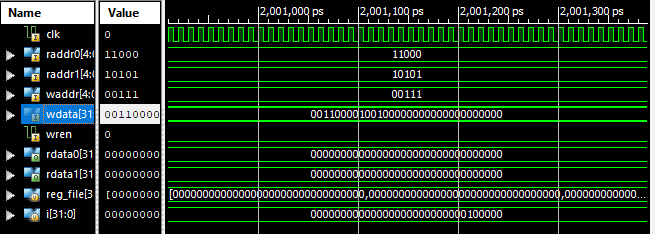 Name Value 2,001,000 ps 2,001,100 ps 2,001,200 ps 2,001,300 ps
clk 0
raddr0[4:0 11000 11000
raddr1[4:0 10101 10101
waddr[4:0 00111 00111
wdata[31 00110000 00110000100100000000000000000000
wren 0
rdata0[31 00000000 00000000000000000000000000000000
rdata1[31 00000000 00000000000000000000000000000000
reg_file[3 [0000000 [00000000000000000000000000000000,00000000000000000000000000000000,0000000000000...
i[31:0] 00000000 00000000000000000000000000100000